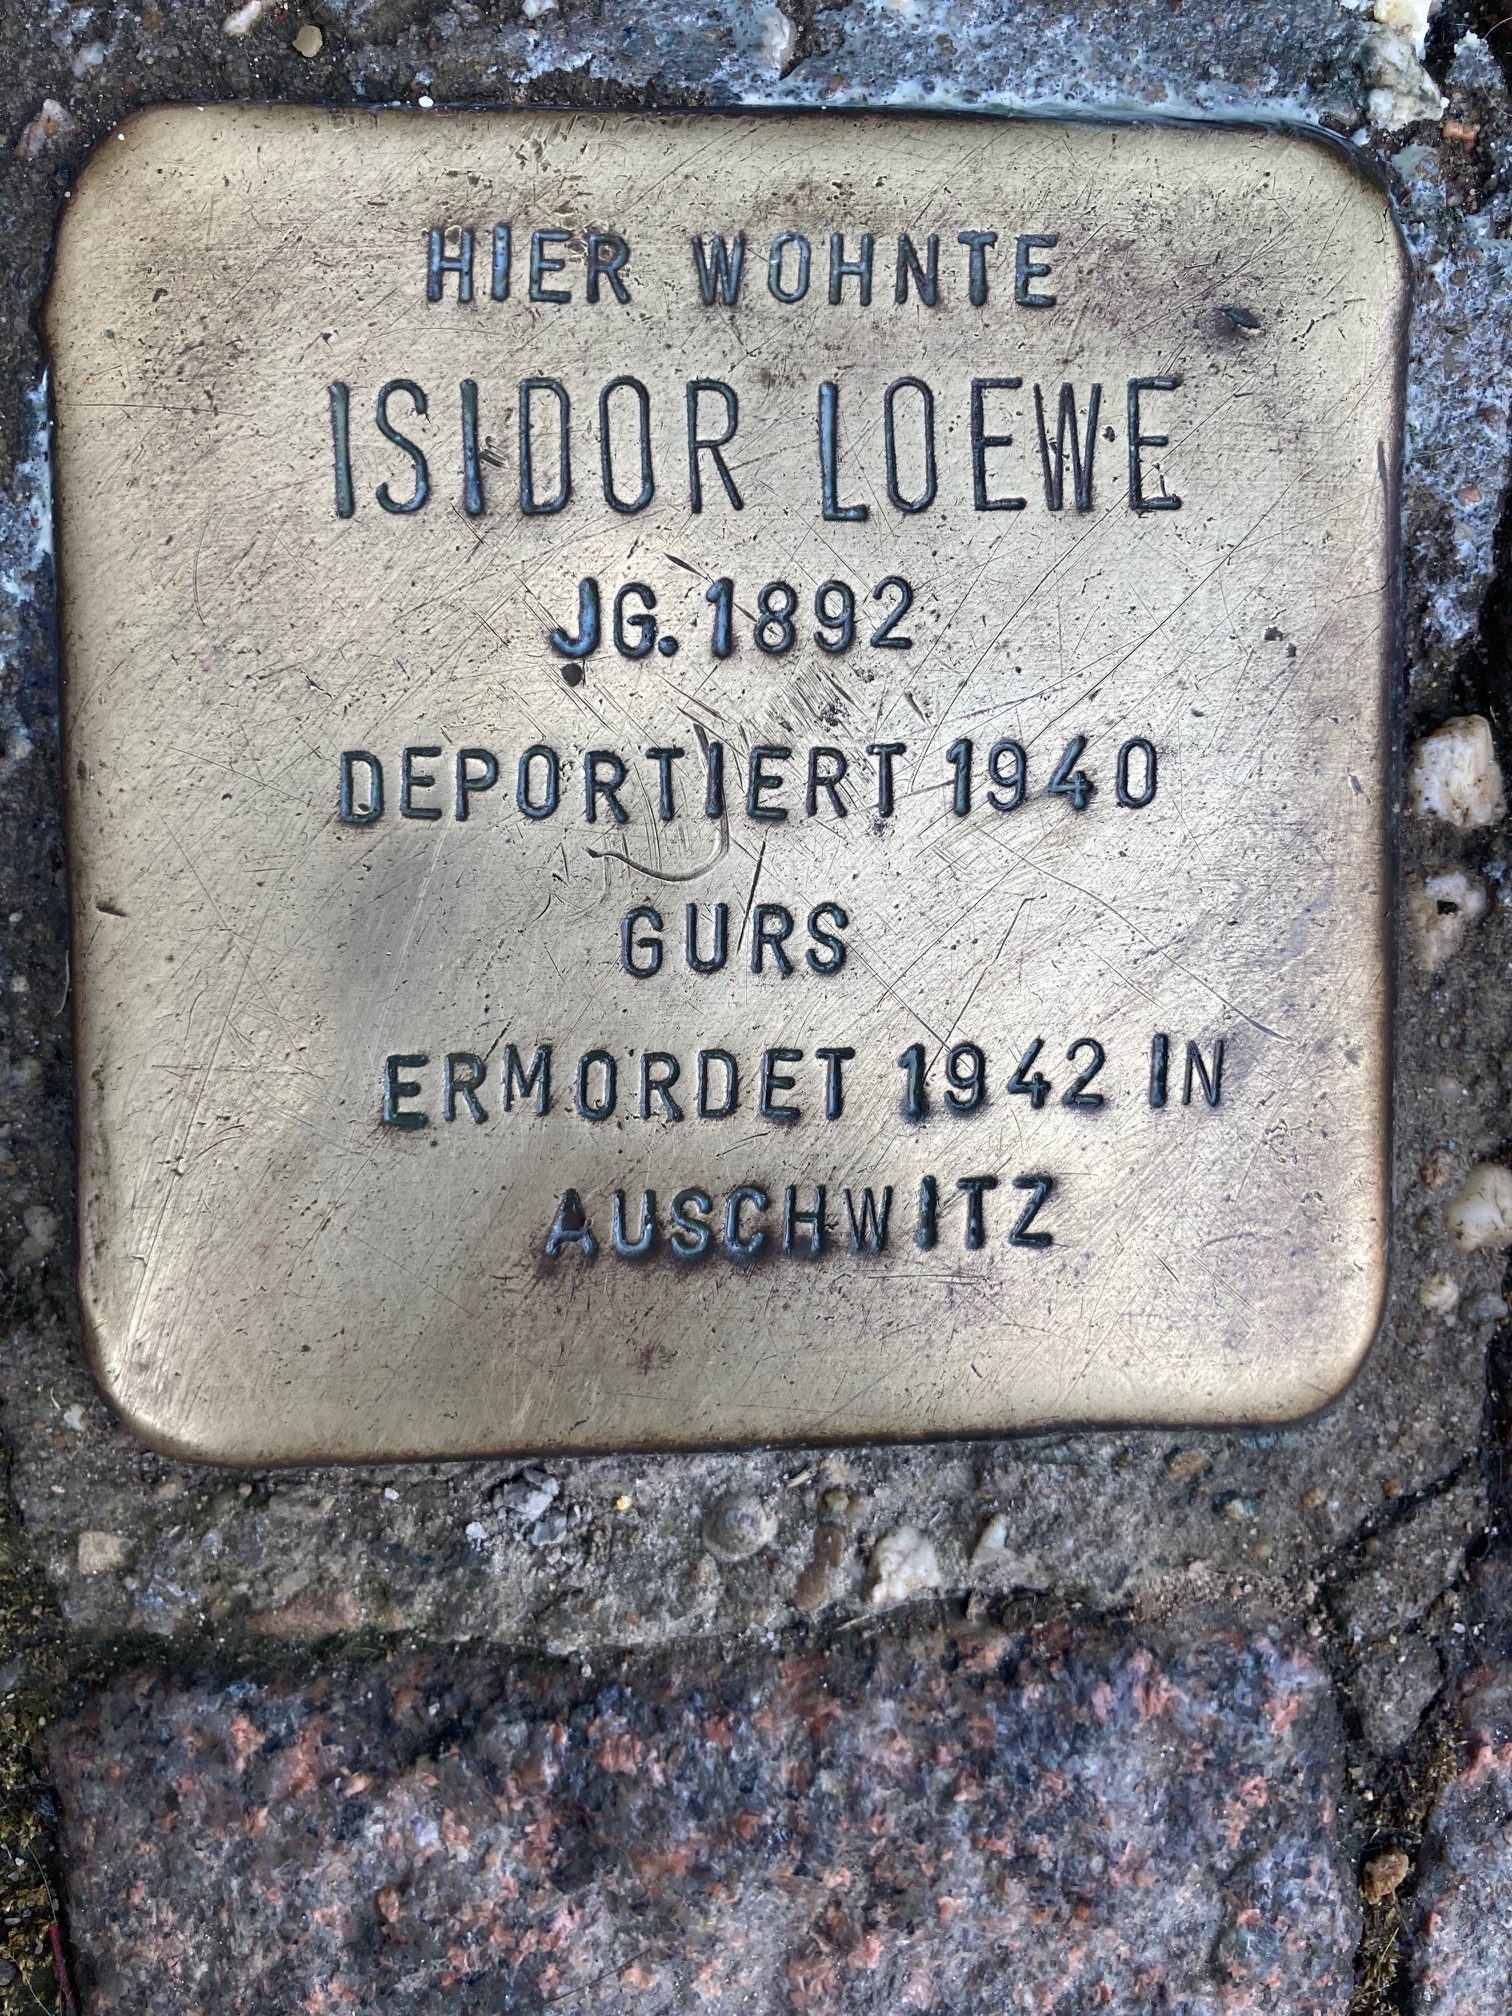 HIER WOHNTE
ISIDOR LOEWE
JG. 1892
DEPORTIERT 1940
GURS
ERMORDET 1942 IN
AUSCHWITZ